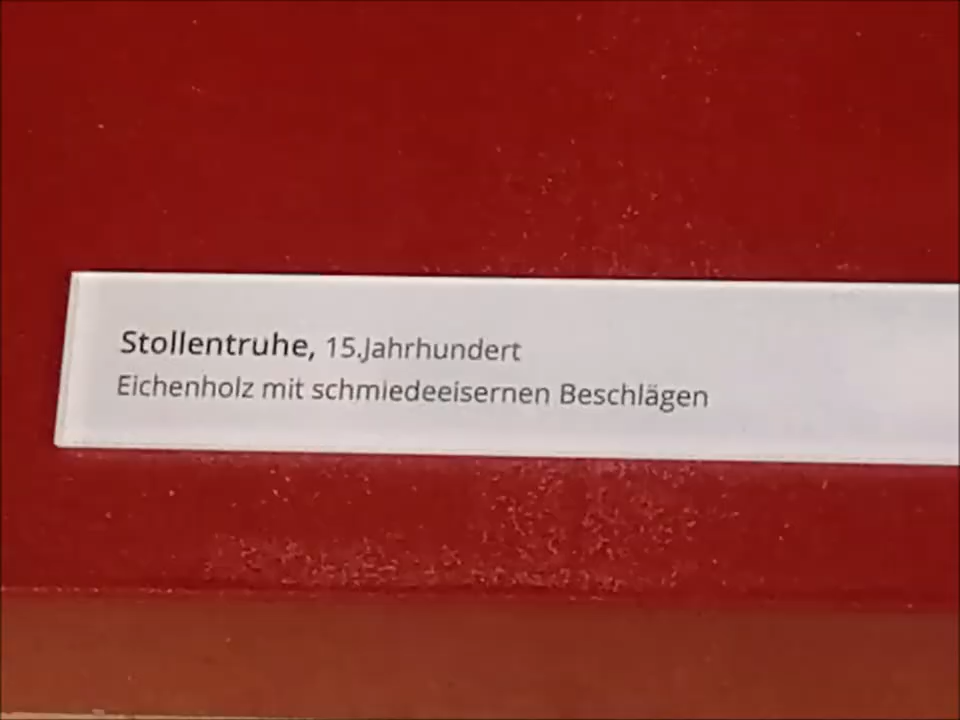 Stollentruhe, 15.Jahrhundert
Eichenholz mit schmiedeeisernen Beschlägen